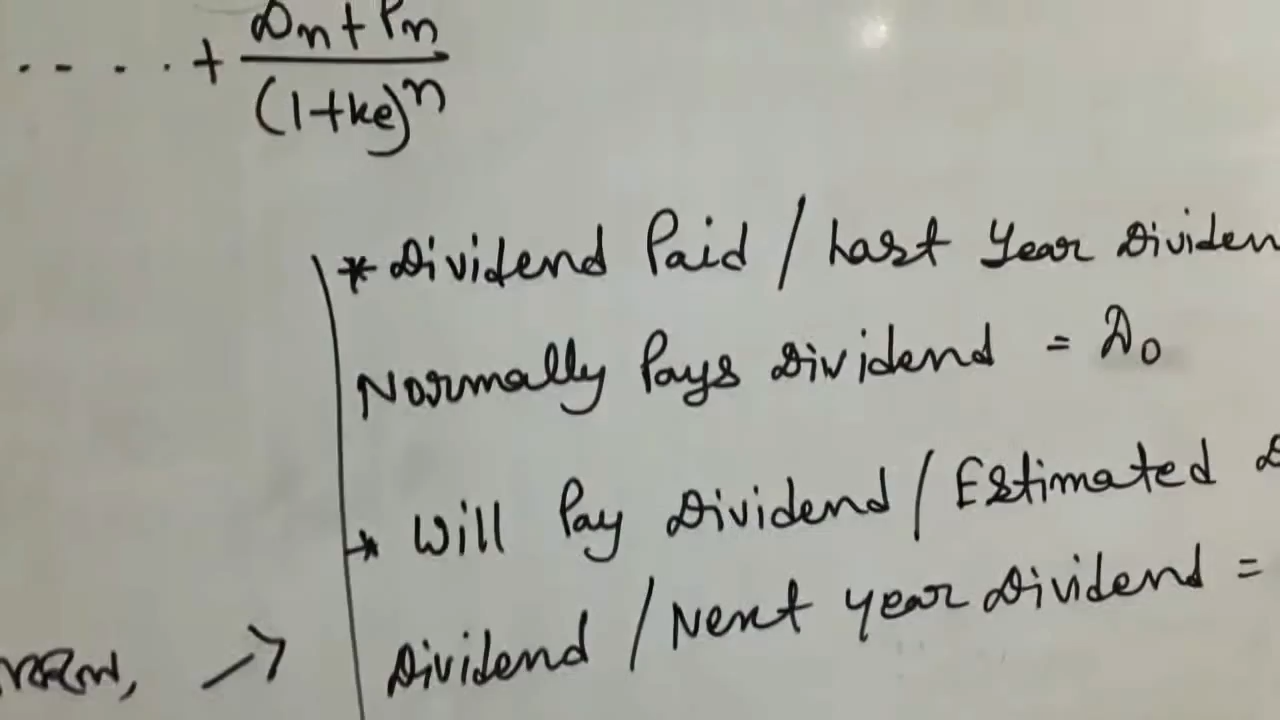 .....+ Dn + Pn / (1+ke)^n
* Dividend Paid / Last Year Dividen
Normally Pays Dividend = D0
* Will Pay Dividend / Estimated D
Dividend / Next year Dividend =